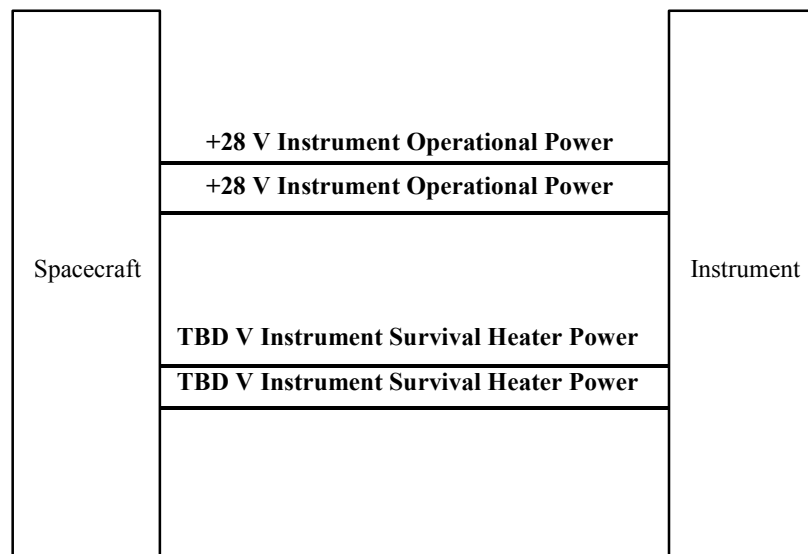 +28 V Instrument Operational Power
+28 V Instrument Operational Power
Spacecraft
Instrument
TBD V Instrument Survival Heater Power
TBD V Instrument Survival Heater Power